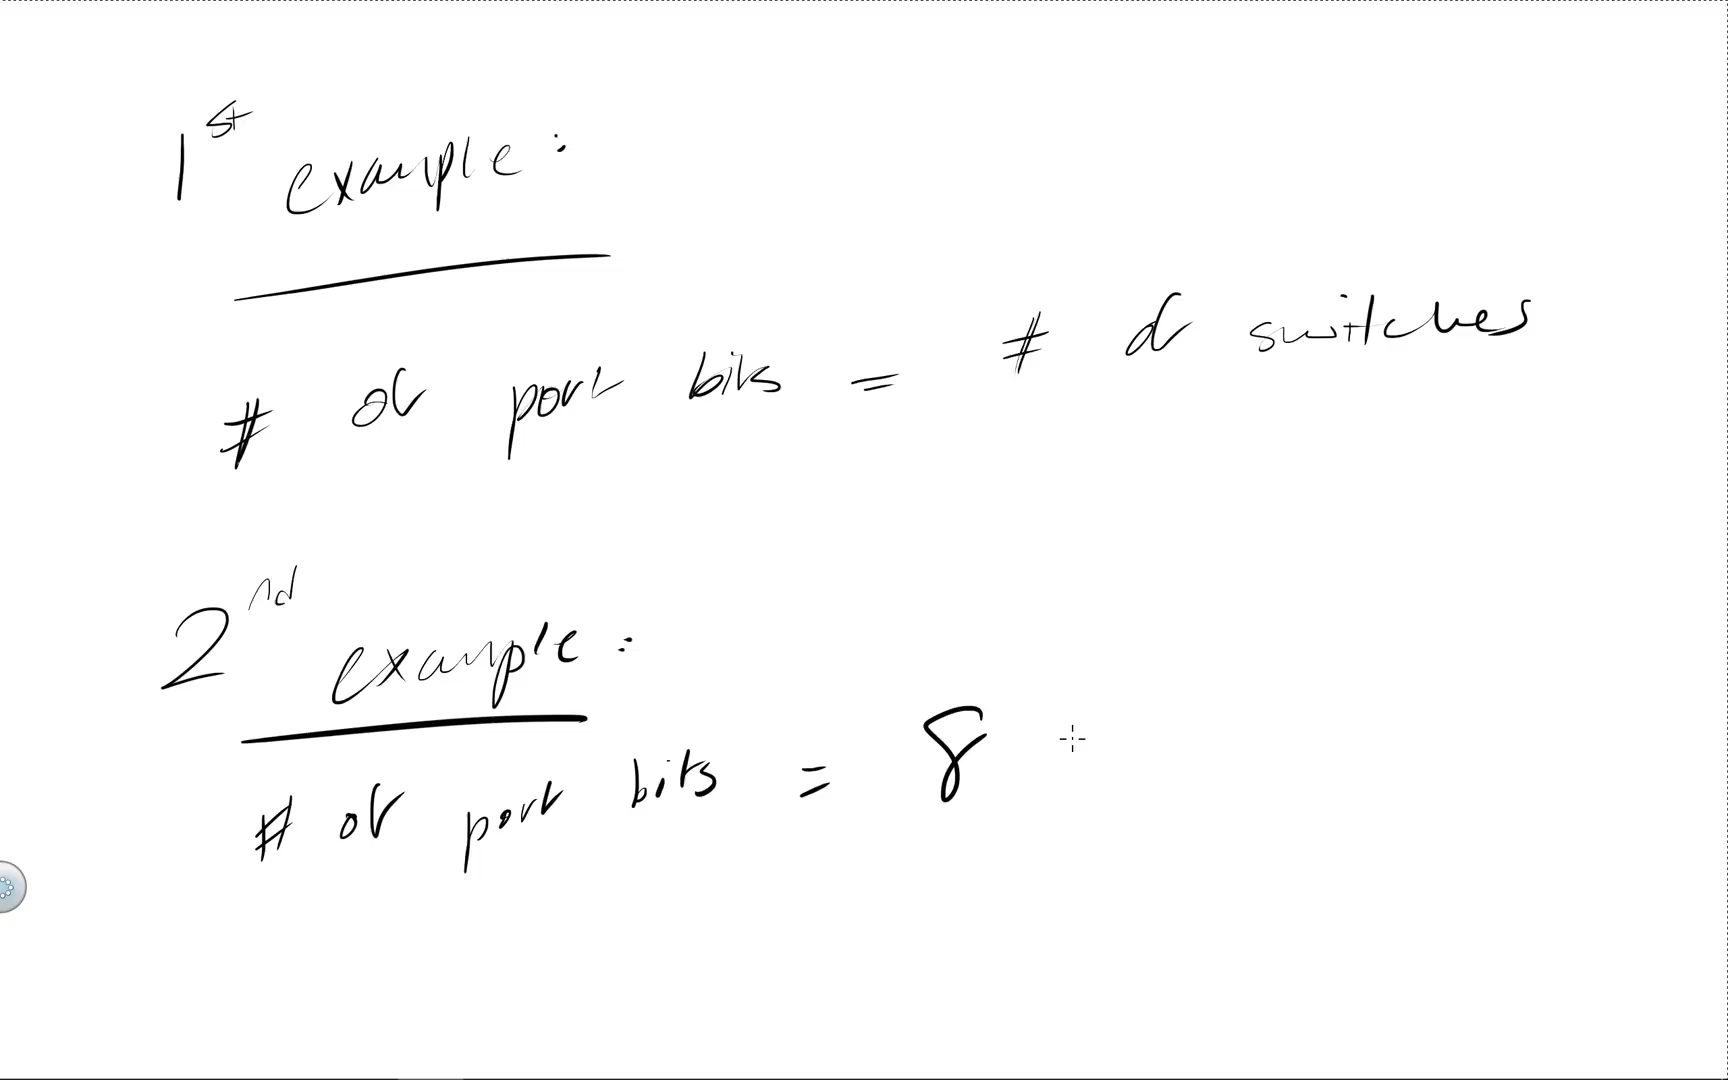 1st example:
# of port bits = # of switches
2nd example:
# of port bits = 8